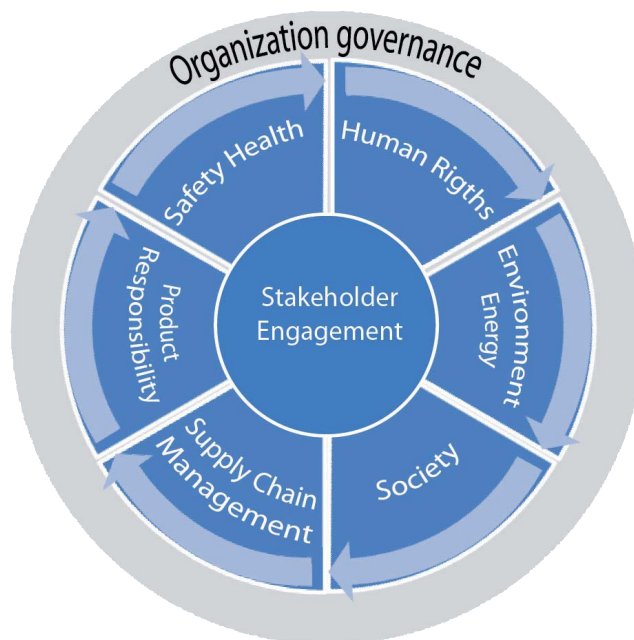 Organization governance
Safety Health
Human Rigths
Environment
Energy
Society
Supply Chain
Management
Product
Responsibility
Stakeholder
Engagement